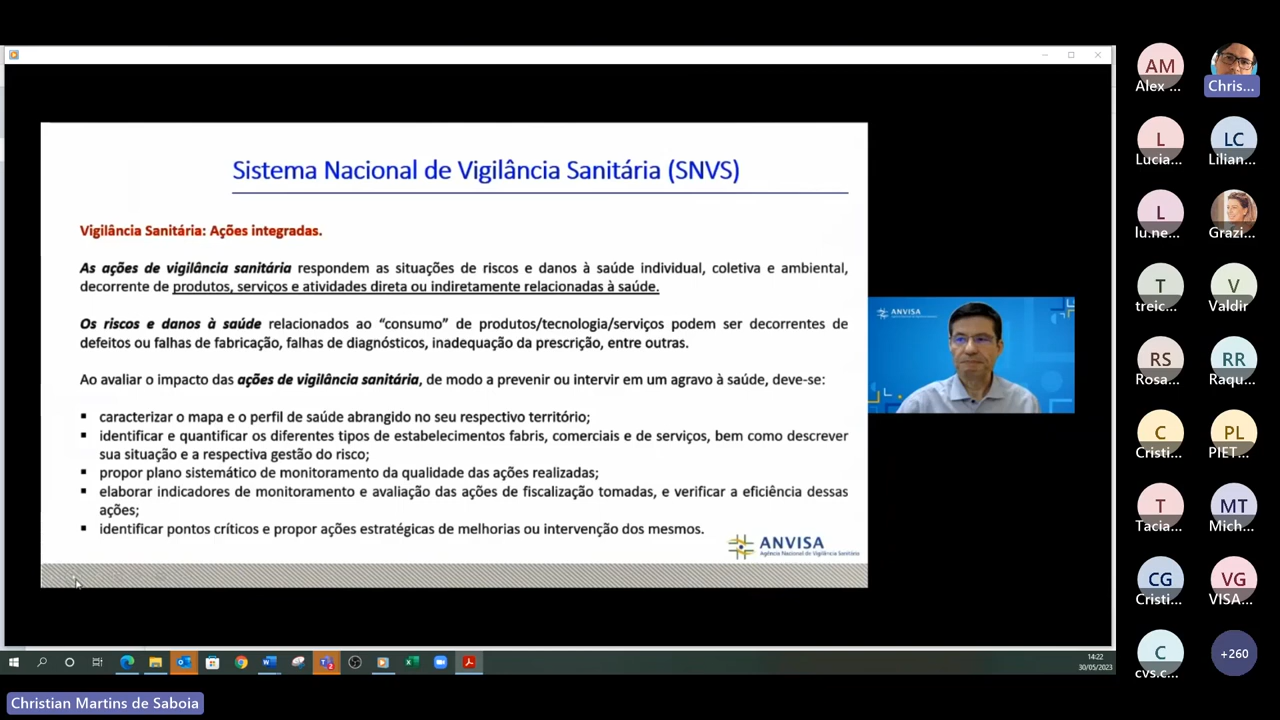 Sistema Nacional de Vigilância Sanitária (SNVS)
Vigilância Sanitária: Ações integradas.
As ações de vigilância sanitária respondem as situações de riscos e danos à saúde individual, coletiva e ambiental,
decorrente de produtos, serviços e atividades direta ou indiretamente relacionadas à saúde.
Os riscos e danos à saúde relacionados ao “consumo” de produtos/tecnologia/serviços podem ser decorrentes de
defeitos ou falhas de fabricação, falhas de diagnósticos, inadequação da prescrição, entre outras.
Ao avaliar o impacto das ações de vigilância sanitária, de modo a prevenir ou intervir em um agravo à saúde, deve-se:
▪ caracterizar o mapa e o perfil de saúde abrangido no seu respectivo território;
▪ identificar e quantificar os diferentes tipos de estabelecimentos fabris, comerciais e de serviços, bem como descrever
sua situação e a respectiva gestão do risco;
▪ propor plano sistemático de monitoramento da qualidade das ações realizadas;
▪ elaborar indicadores de monitoramento e avaliação das ações de fiscalização tomadas, e verificar a eficiência dessas
ações;
▪ identificar pontos críticos e propor ações estratégicas de melhorias ou intervenção dos mesmos.
ANVISA
Agência Nacional de Vigilância Sanitária
ANVISA
AM
Alex ...
Chris...
L
Lucia...
LC
Lilian...
L
lu.ne...
Grazi...
T
treic...
V
Valdir
RS
Rosa...
RR
Raqu...
C
Cristi...
PL
PIET...
T
Tacia...
MT
Mich...
CG
Cristi...
VG
VISA...
C
cvs.c...
+260
14:22
30/05/2023
Christian Martins de Saboia